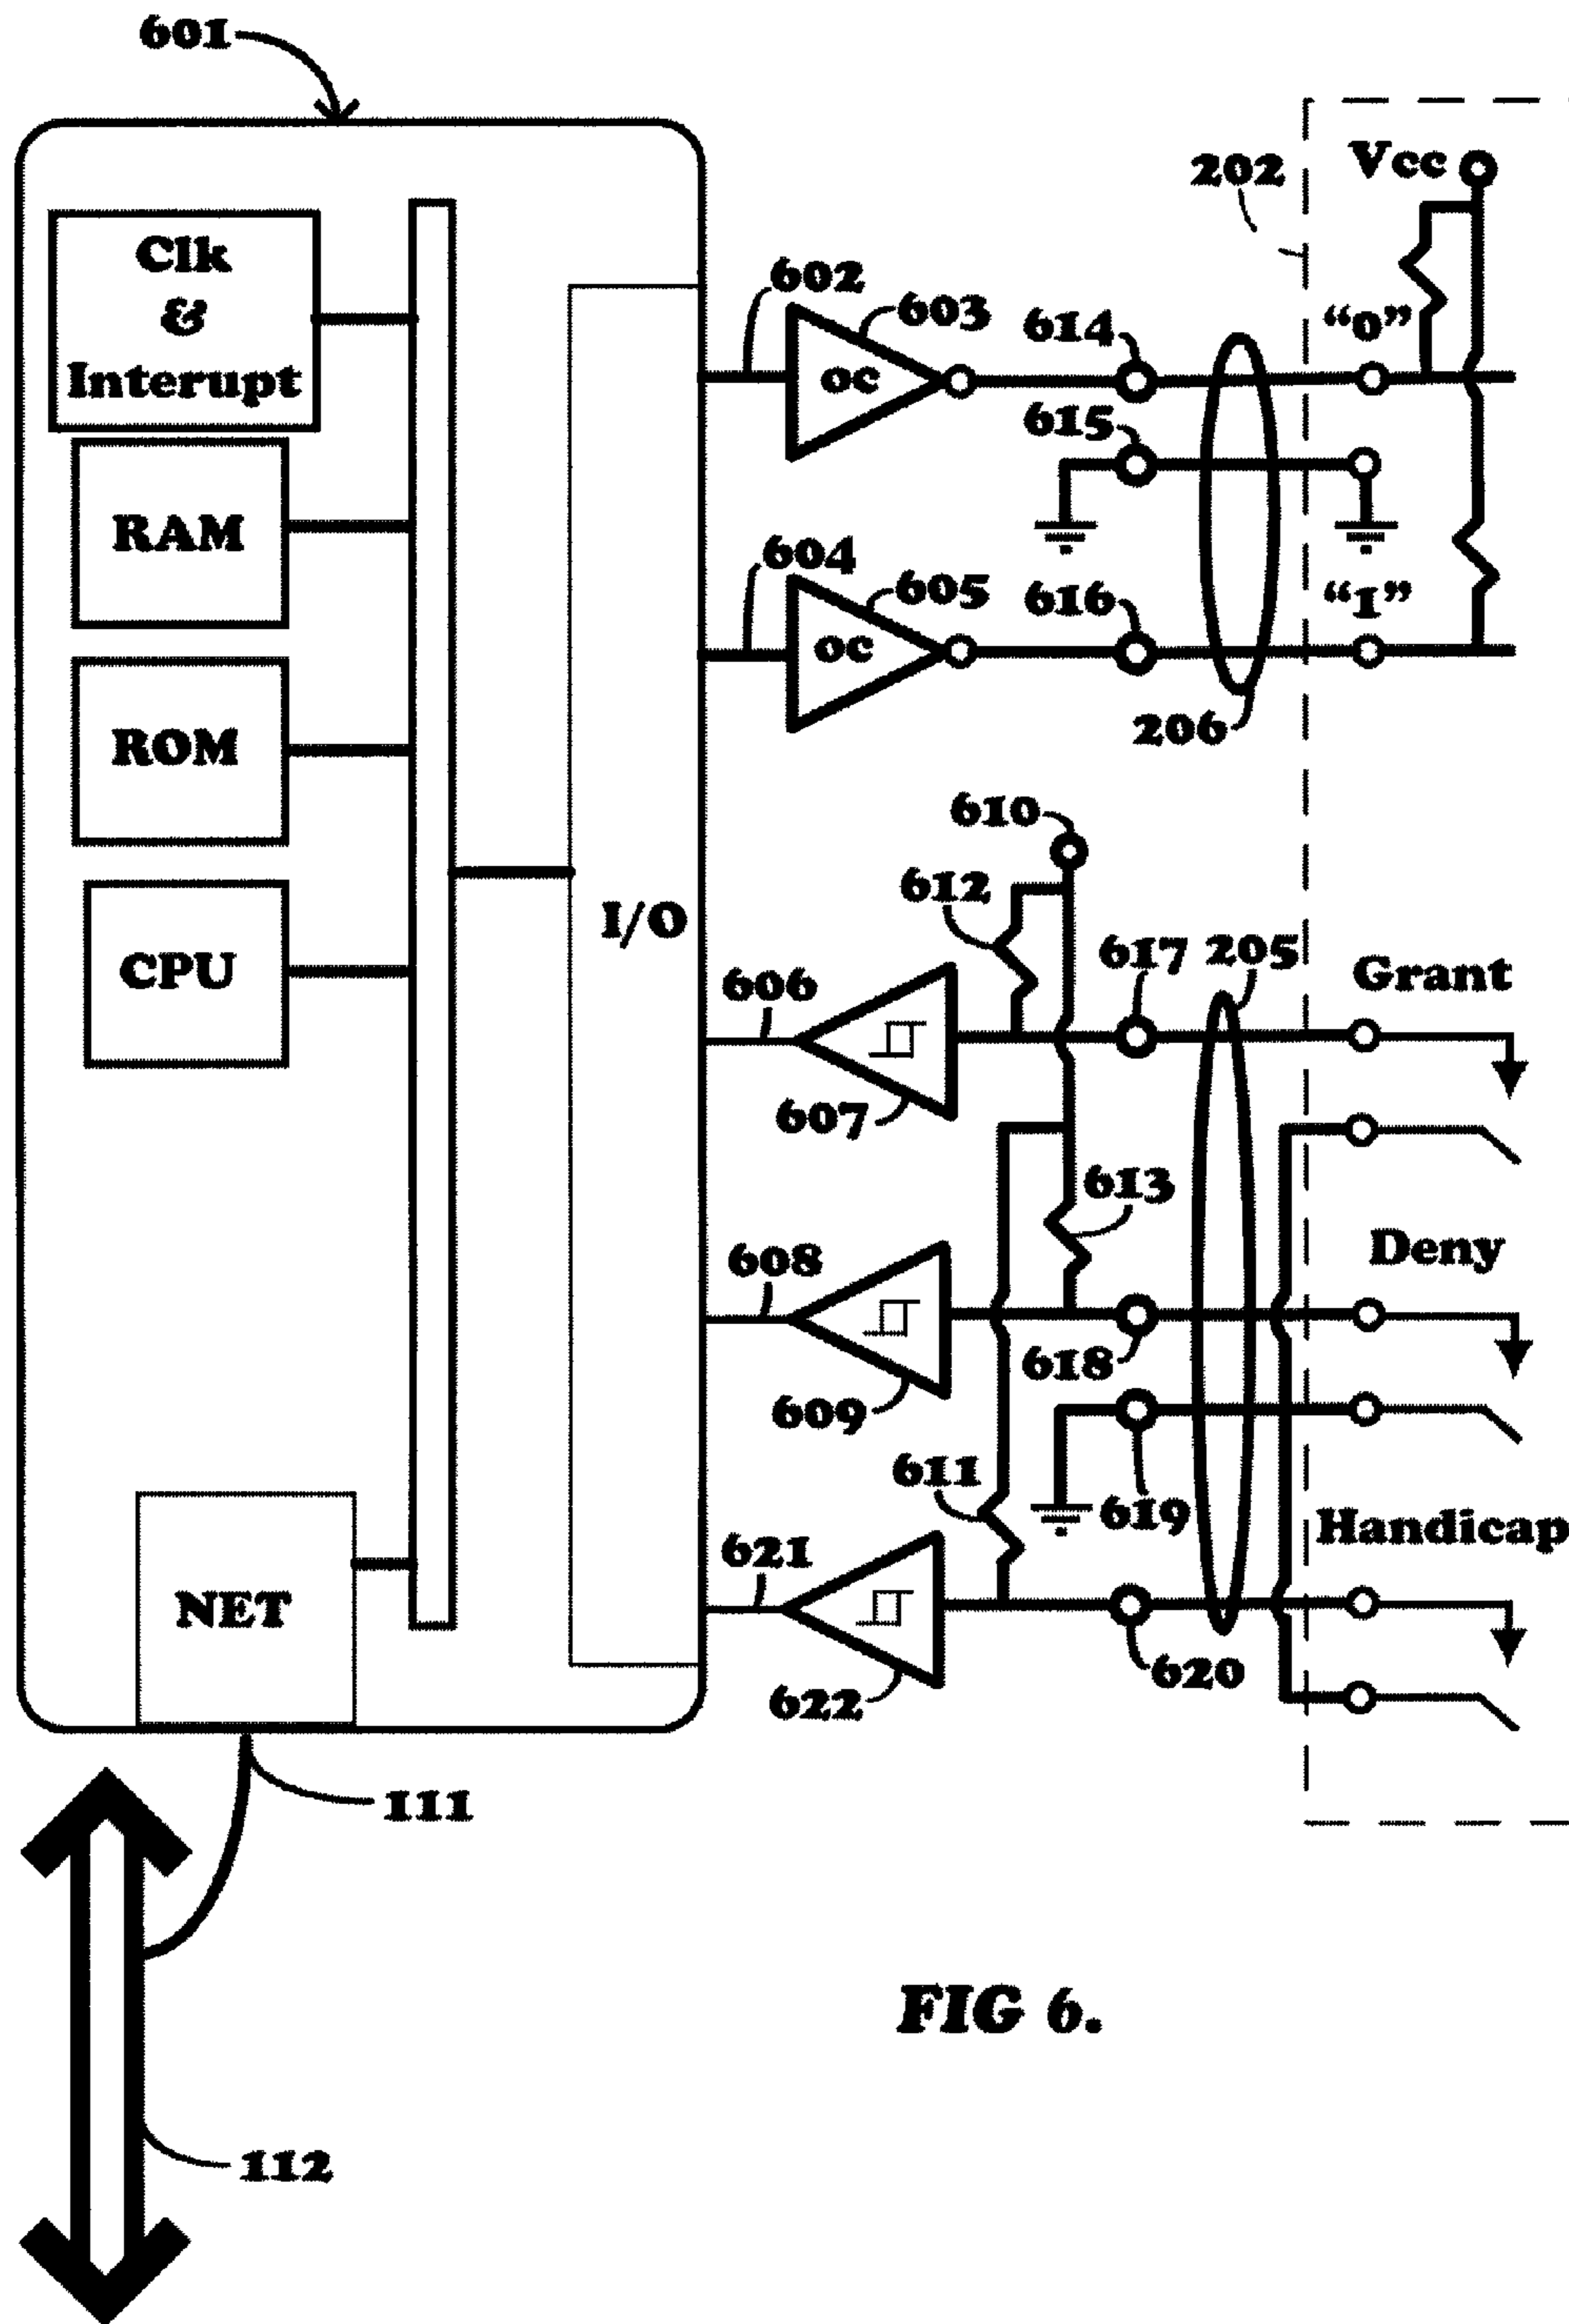 601
202
Vcc
Clk
&
Interupt
602
603
614
“0”
oc
615
RAM
604
605
616
“1”
oc
206
ROM
610
I/O
612
617
205
Grant
CPU
606
607
613
Deny
608
618
609
611
619
Handicap
621
NET
620
622
111
FIG 6.
112